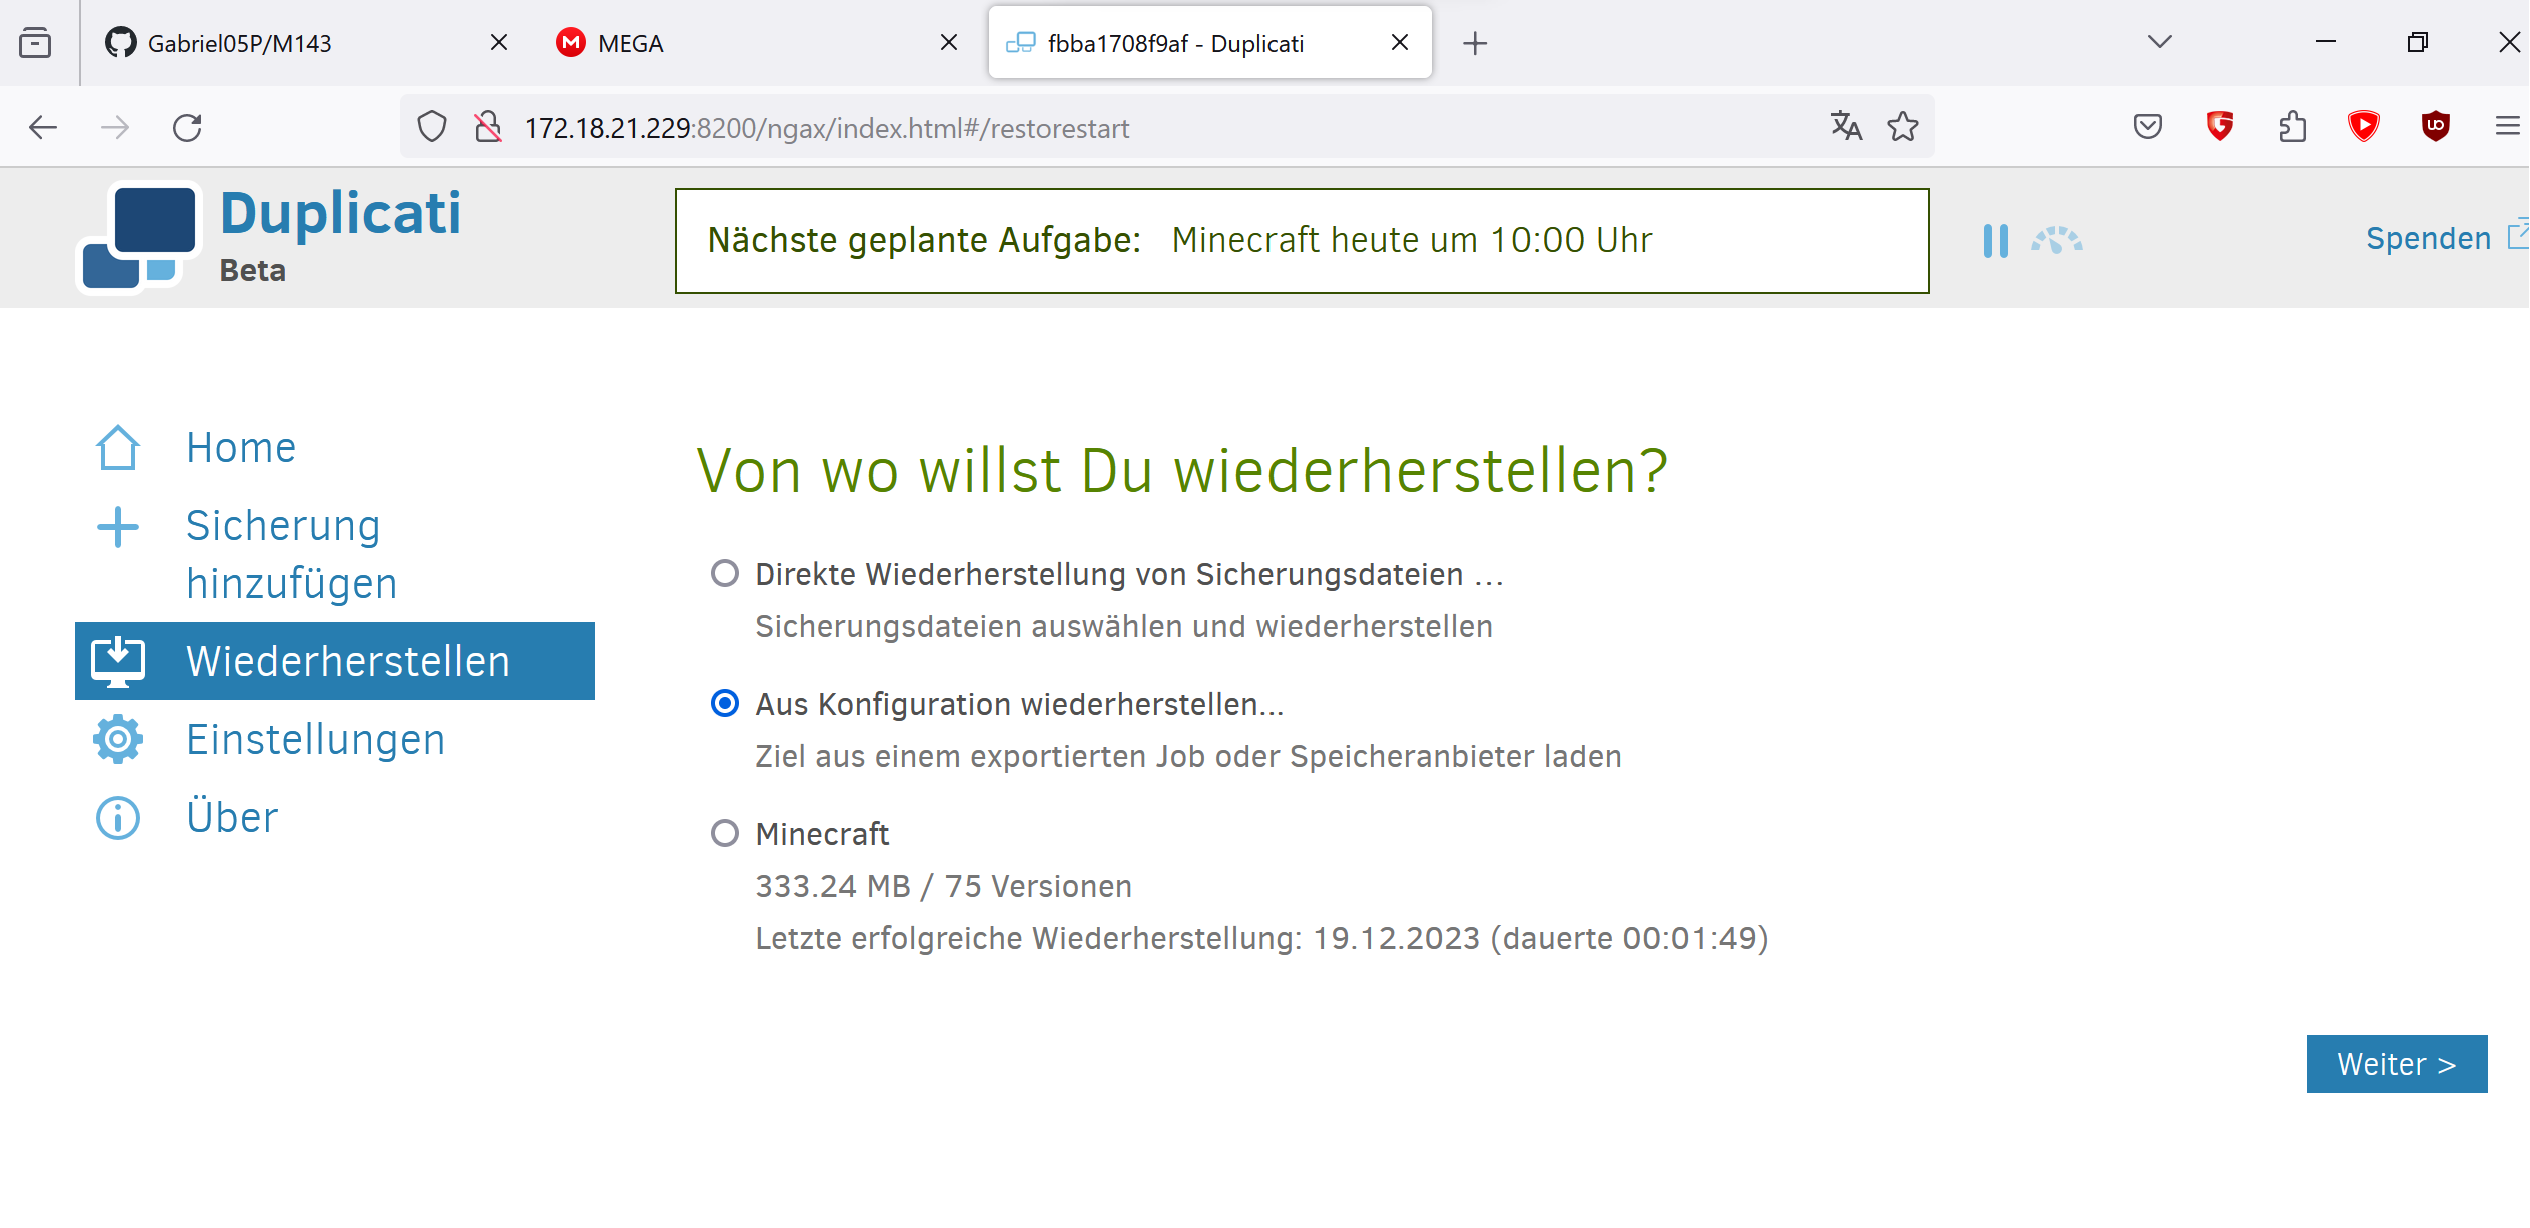 Gabriel05P/M143
MEGA
fbba1708f9af - Duplicati
172.18.21.229:8200/ngax/index.html#/restorestart
Duplicati
Beta
Nächste geplante Aufgabe: Minecraft heute um 10:00 Uhr
Spenden
Home
Sicherung
hinzufügen
Wiederherstellen
Einstellungen
Über
Von wo willst Du wiederherstellen?
Direkte Wiederherstellung von Sicherungsdateien …
Sicherungsdateien auswählen und wiederherstellen
Aus Konfiguration wiederherstellen...
Ziel aus einem exportierten Job oder Speicheranbieter laden
Minecraft
333.24 MB / 75 Versionen
Letzte erfolgreiche Wiederherstellung: 19.12.2023 (dauerte 00:01:49)
Weiter >